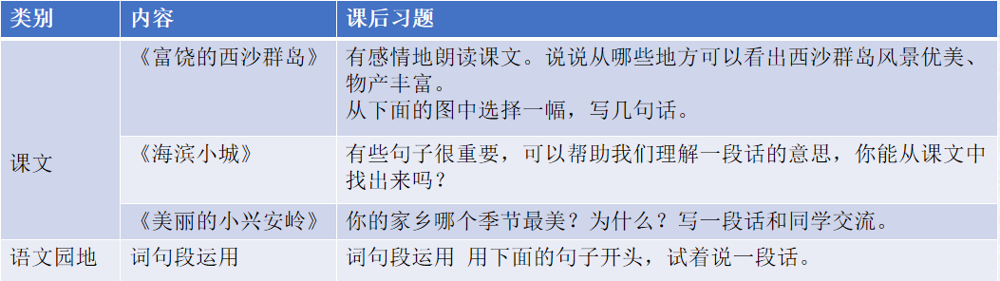 类别 内容 课后习题
《富饶的西沙群岛》 有感情地朗读课文。说说从哪些地方可以看出西沙群岛风景优美、
物产丰富。
从下面的图中选择一幅，写几句话。
课文
《海滨小城》 有些句子很重要，可以帮助我们理解一段话的意思，你能从课文中
找出来吗？
《美丽的小兴安岭》 你的家乡哪个季节最美？为什么？写一段话和同学交流。
语文园地 词句段运用 词句段运用 用下面的句子开头，试着说一段话。